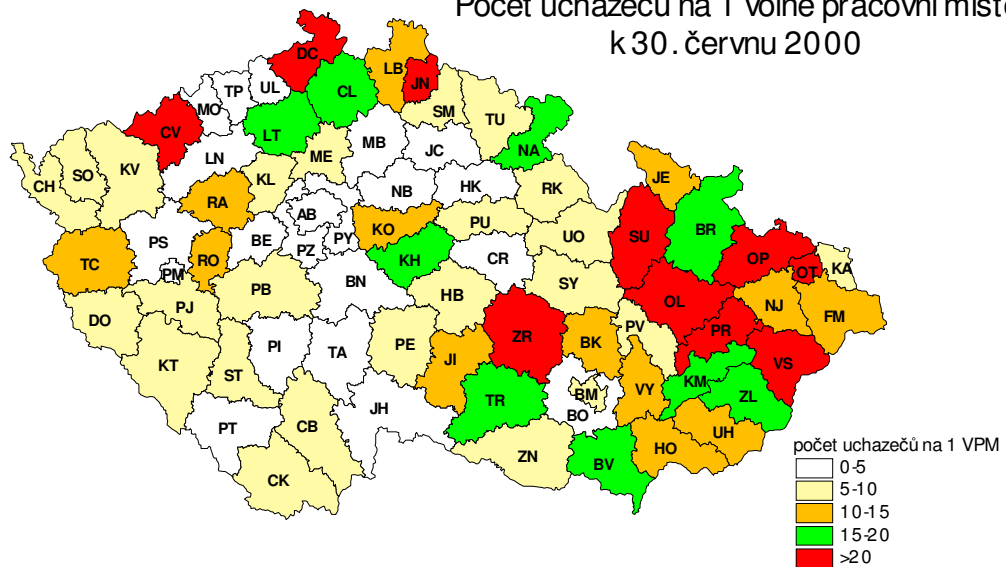 Počet uchazečů na 1 volné pracovní místo
k 30. červnu 2000
DC
LB
JN
UL
TP
CL
MO
SM
TU
CV
LT
NA
MB
JC
ME
LN
KL
KV
SO
CH
JE
RK
HK
NB
RA
AB
PU
KO
SU
BR
UO
PS
BE
PZ
PY
KH
CR
OP
OT
KA
TC
PM
RO
BN
SY
PB
HB
OL
NJ
FM
PJ
DO
PV
PR
ZR
BK
PI
TA
PE
JI
VS
KT
ST
KM
VY
ZL
BM
BO
TR
JH
PT
CB
UH
HO
ZN
BV
CK
počet uchazečů na 1 VPM
0-5
5-10
10-15
15-20
>20